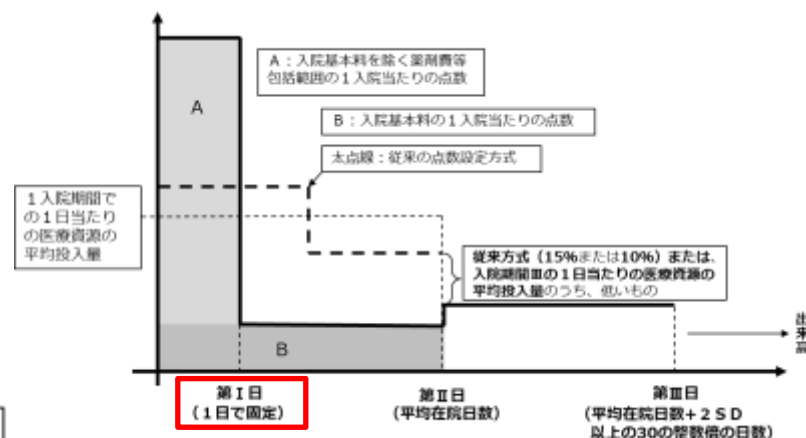 A：入院基本料を除く薬剤費等
包括範囲の１入院当たりの点数
A
B：入院基本料の１入院当たりの点数
太点線：従来の点数設定方式
１入院期間で
の１日当たり
の医療資源の
平均投入量
従来方式（15%または10%）または、
入院期間Ⅲの１日当たりの医療資源の
平均投入量のうち、低いもの
出
来
高
B
第Ⅰ日
（１日で固定）
第Ⅱ日
（平均在院日数）
第Ⅲ日
（平均在院日数+２SD
以上の30の整数倍の日数）